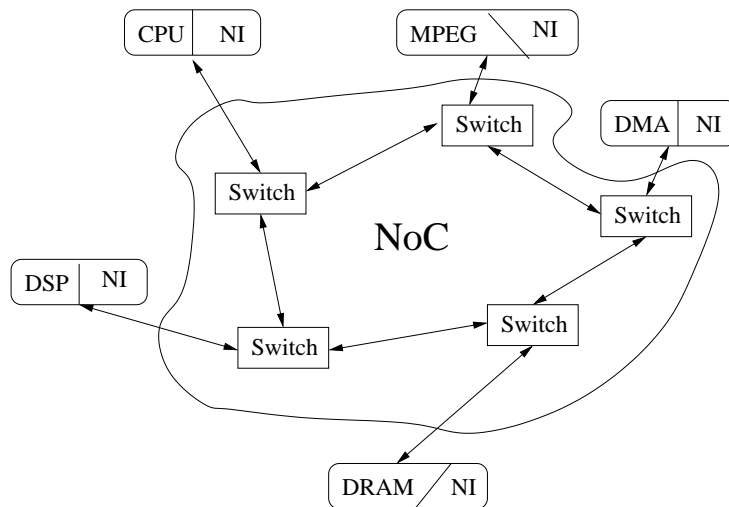 CPU NI
MPEG NI
Switch
DMA NI
Switch
Switch
NoC
DSP NI
Switch
Switch
DRAM NI